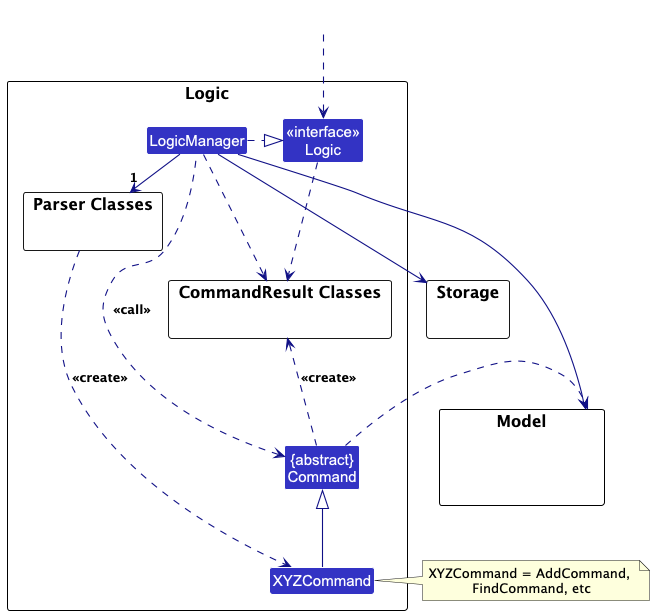 Logic
LogicManager
«interface»
Logic
1
Parser Classes
CommandResult Classes
Storage
«call»
«create»
«create»
Model
{abstract}
Command
XYZCommand
XYZCommand = AddCommand,
FindCommand, etc